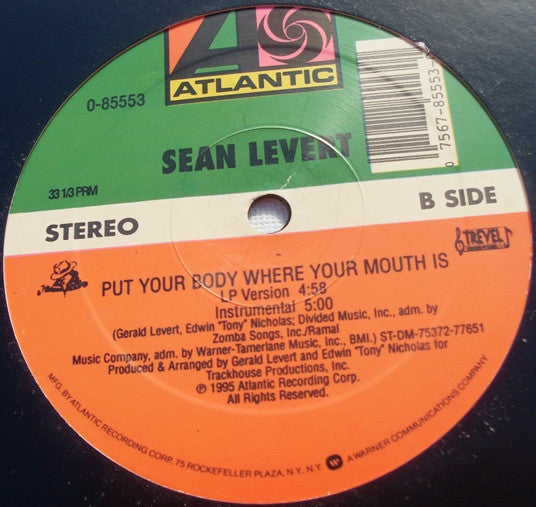 ATLANTIC
0-85553
SEAN LEVERT
0 7567-85553-
33 1/3 PRM
STEREO
B SIDE
TREVEL
PUT YOUR BODY WHERE YOUR MOUTH IS
LP Version 4:58
Instrumental 5:00
(Gerald Levert, Edwin "Tony" Nicholas; Divided Music, Inc., adm. by
Zomba Songs, Inc./Ramal
Music Company, adm. by Warner-Tamerlane Music, Inc., BMI.) ST-DM-75372-77651
Produced & Arranged by Gerald Levert and Edwin "Tony" Nicholas for
Trackhouse Productions, Inc.
℗ 1995 Atlantic Recording Corp.
All Rights Reserved.
MFG. BY ATLANTIC RECORDING CORP., 75 ROCKEFELLER PLAZA, N.Y., N.Y. A WARNER COMMUNICATIONS COMPANY